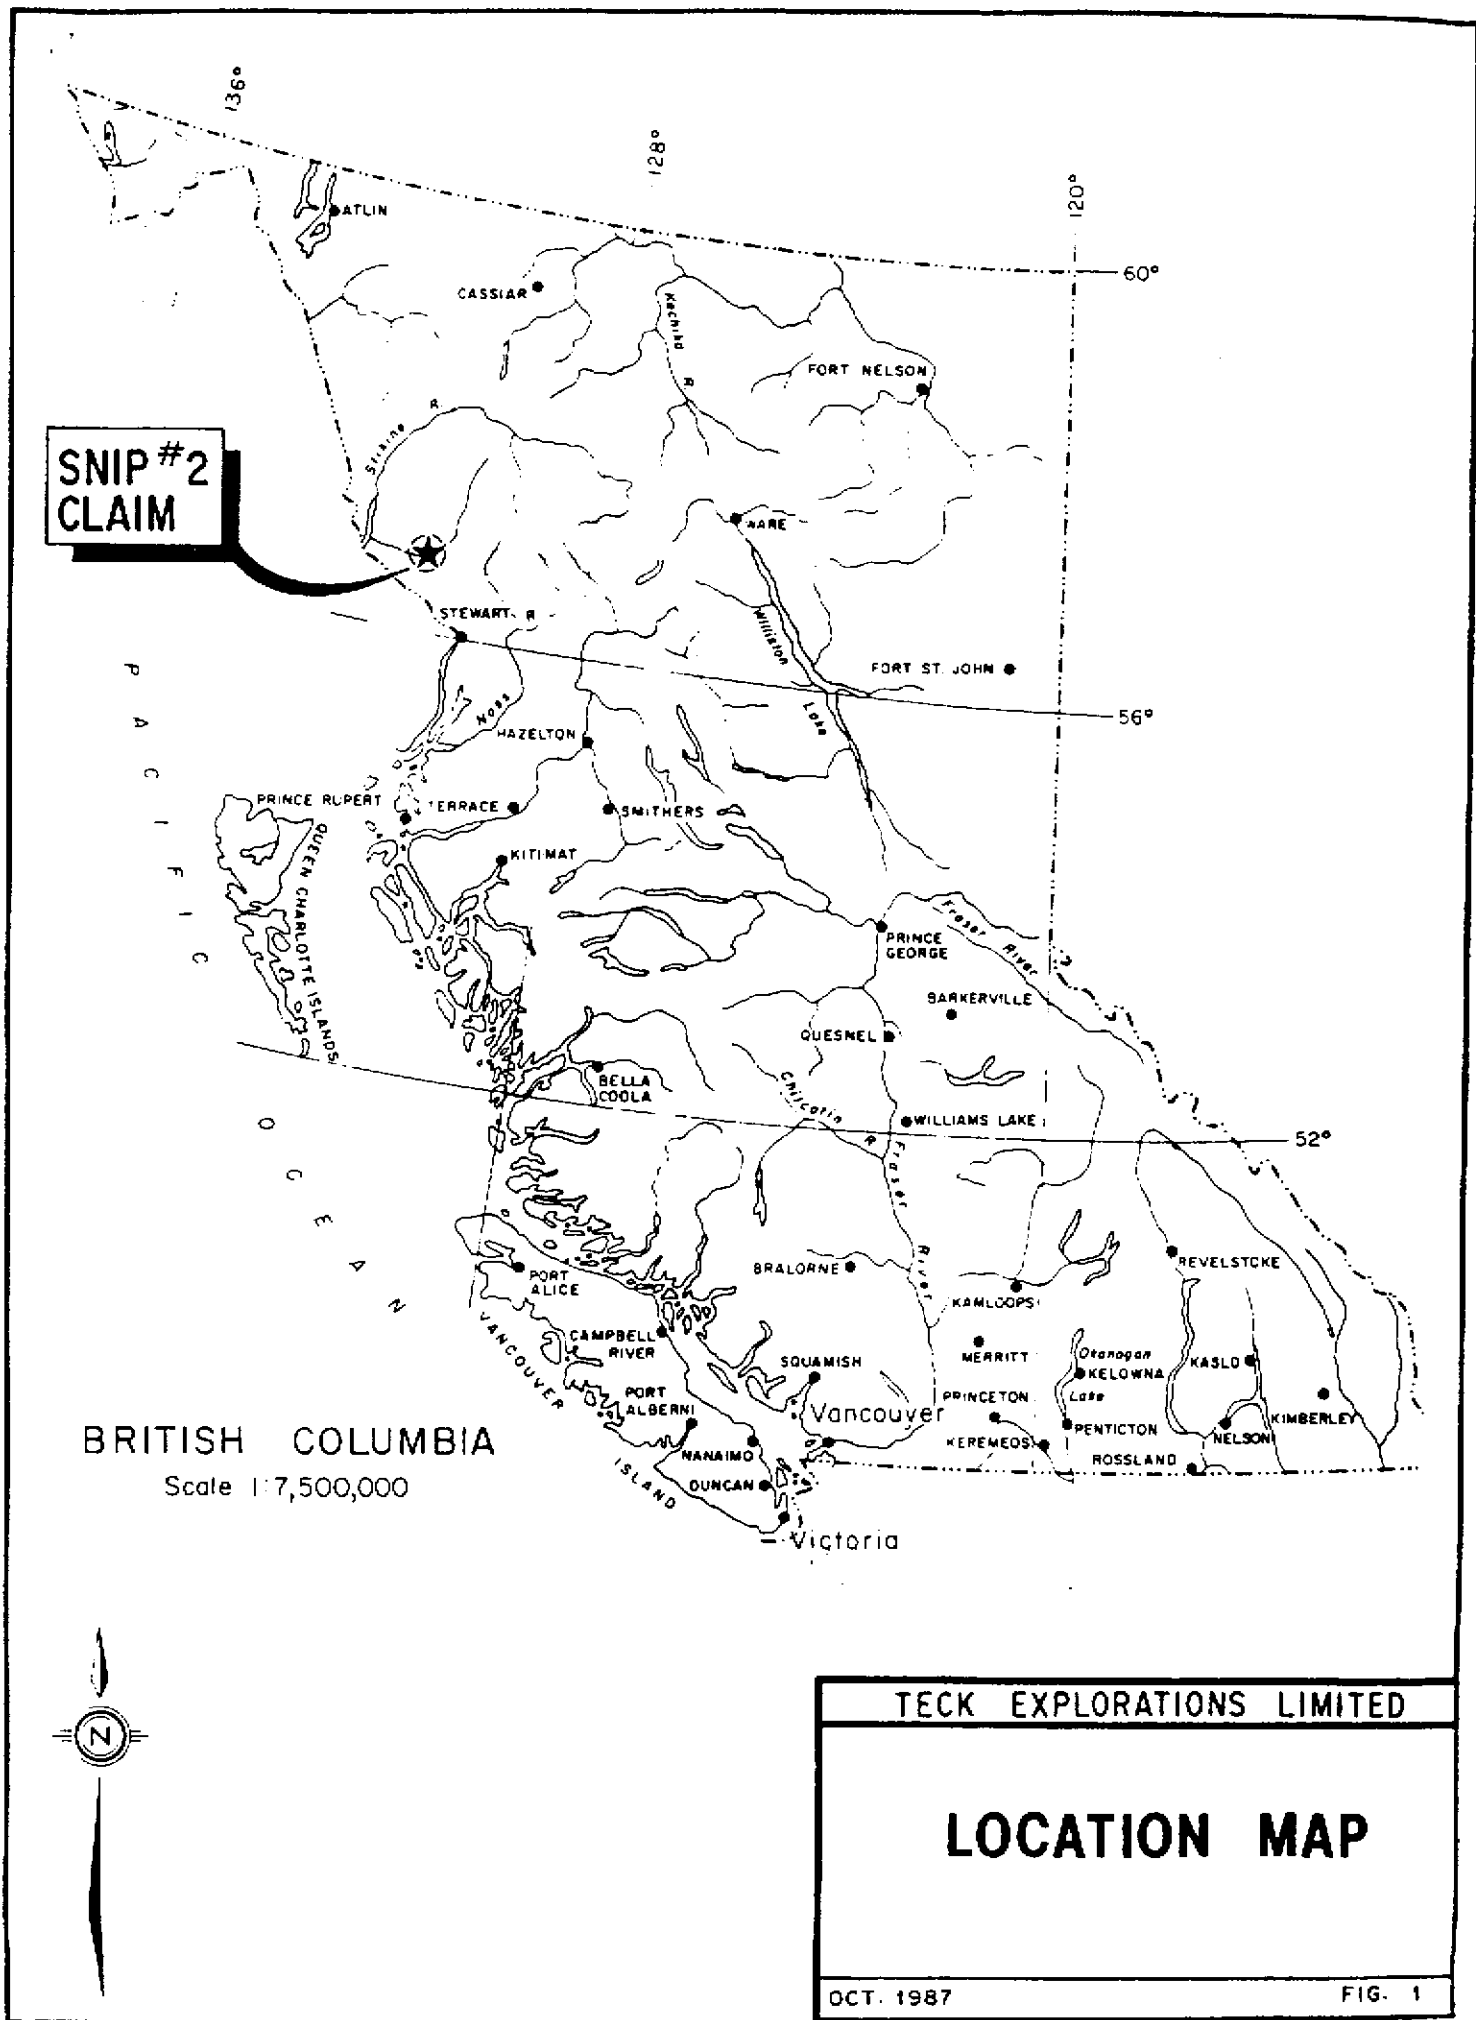 136°
128°
120°
ATLIN
60°
CASSIAR
Kechika
R
FORT NELSON
Stikine R
SNIP #2
CLAIM
WARE
STEWART
R
Williston
Lake
FORT ST. JOHN
56°
Nass
HAZELTON
PRINCE RUPERT
TERRACE
SMITHERS
KITIMAT
QUEEN CHARLOTTE ISLANDS
PACIFIC
OCEAN
Fraser River
PRINCE
GEORGE
BARKERVILLE
QUESNEL
BELLA
COOLA
Chilcotin
R
WILLIAMS LAKE
52°
Fraser
River
BRALORNE
REVELSTOKE
KAMLOOPS
PORT
ALICE
VANCOUVER
ISLAND
CAMPBELL
RIVER
SQUAMISH
MERRITT
Okanogan
Lake
KELOWNA
KASLO
PORT
ALBERNI
Vancouver
PRINCETON
PENTICTON
NELSON
KIMBERLEY
NANAIMO
KEREMEOS
ROSSLAND
DUNCAN
Victoria
BRITISH COLUMBIA
Scale 1:7,500,000
N
TECK EXPLORATIONS LIMITED
LOCATION MAP
OCT. 1987
FIG. 1